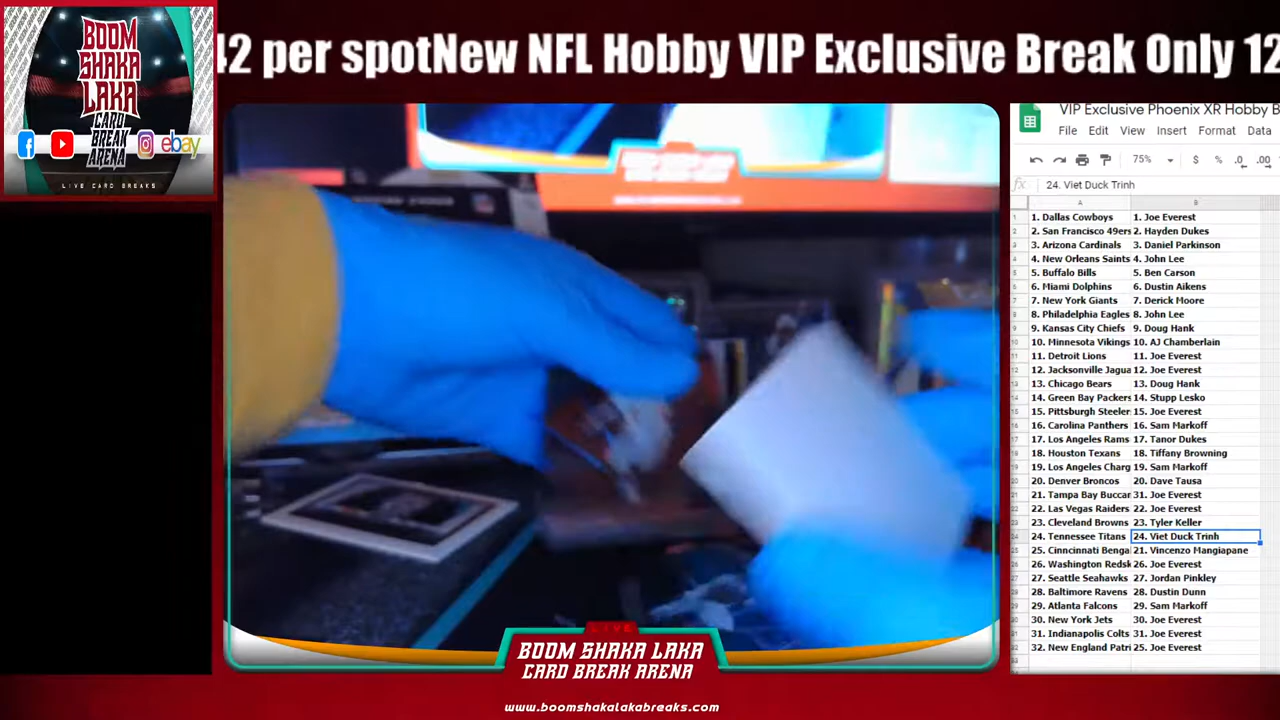 BOOM
SHAKA
LAKA
CARD
BREAK
ARENA
ebay
LIVE CARD BREAKS
42 per spotNew NFL Hobby VIP Exclusive Break Only 12
VIP Exclusive Phoenix XR Hobby B
File Edit View Insert Format Data
75% $ % .0 .00
fx 24. Viet Duck Trinh
A B
1. Dallas Cowboys 1. Joe Everest
2. San Francisco 49ers 2. Hayden Dukes
3. Arizona Cardinals 3. Daniel Parkinson
4. New Orleans Saints 4. John Lee
5. Buffalo Bills 5. Ben Carson
6. Miami Dolphins 6. Dustin Aikens
7. New York Giants 7. Derick Moore
8. Philadelphia Eagles 8. John Lee
9. Kansas City Chiefs 9. Doug Hank
10. Minnesota Vikings 10. AJ Chamberlain
11. Detroit Lions 11. Joe Everest
12. Jacksonville Jagua 12. Joe Everest
13. Chicago Bears 13. Doug Hank
14. Green Bay Packers 14. Stupp Lesko
15. Pittsburgh Steeler 15. Joe Everest
16. Carolina Panthers 16. Sam Markoff
17. Los Angeles Rams 17. Tanor Dukes
18. Houston Texans 18. Tiffany Browning
19. Los Angeles Charg 19. Sam Markoff
20. Denver Broncos 20. Dave Tausa
21. Tampa Bay Buccan 31. Joe Everest
22. Las Vegas Raiders 22. Joe Everest
23. Cleveland Browns 23. Tyler Keller
24. Tennessee Titans 24. Viet Duck Trinh
25. Cinncinnati Benga 21. Vincenzo Mangiapane
26. Washington Redsk 26. Joe Everest
27. Seattle Seahawks 27. Jordan Pinkley
28. Baltimore Ravens 28. Dustin Dunn
29. Atlanta Falcons 29. Sam Markoff
30. New York Jets 30. Joe Everest
31. Indianapolis Colts 31. Joe Everest
32. New England Patri 25. Joe Everest
LIVE
BOOM SHAKA LAKA
CARD BREAK ARENA
www.boomshakalakabreaks.com